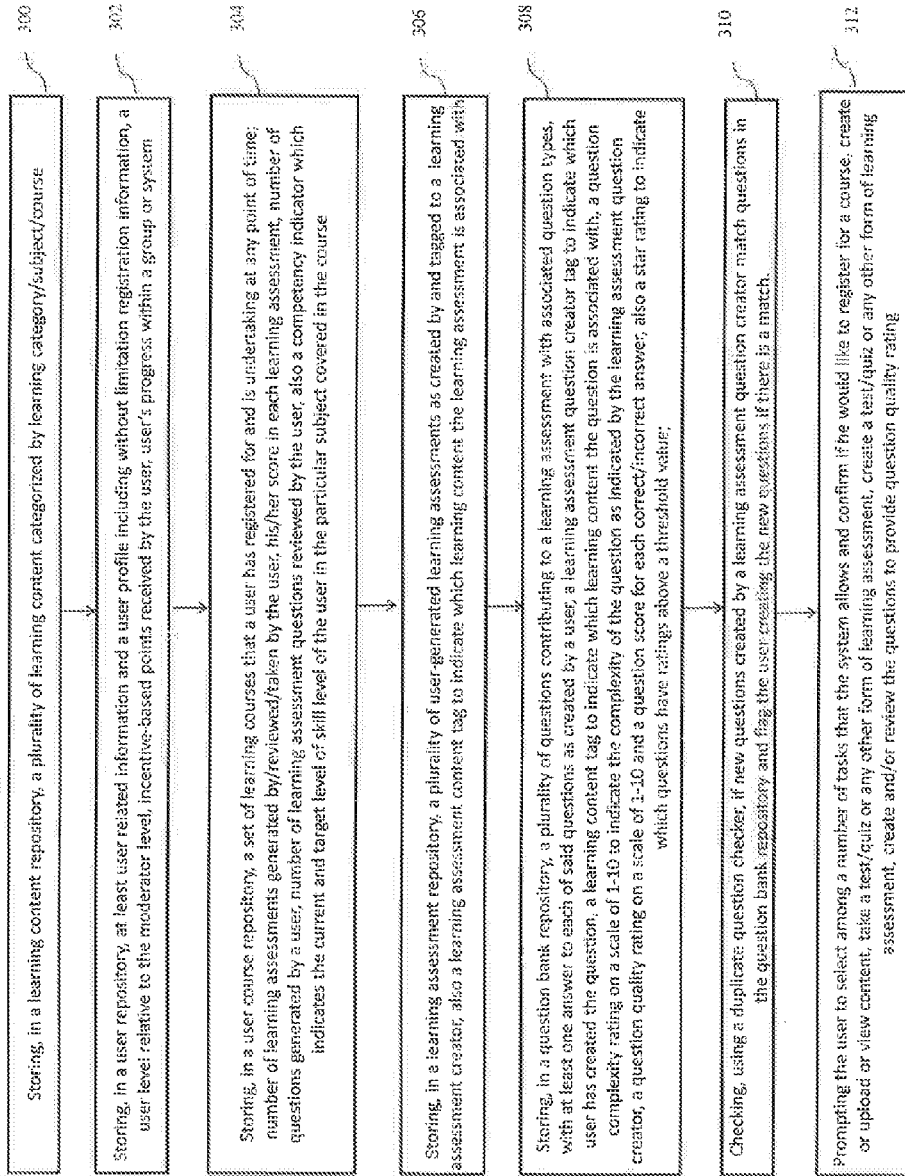 Storing, in a learning content repository, a plurality of learning content categorized by learning category/subject/course
300
Storing, in a user repository, at least user related information and a user profile including without limitation registration information, a
user level relative to the moderator level, incentive-based points received by the user, user's progress within a group or system
302
Storing, in a user course repository, a set of learning courses that a user has registered for and is undertaking at any point of time;
number of learning assessments generated by/reviewed/taken by the user, his/her score in each learning assessment, number of
questions generated by a user, number of learning assessment questions reviewed by the user, also a competency indicator which
indicates the current and target level of skill level of the user in the particular subject covered in the course
304
Storing, in a learning assessment repository, a plurality of user-generated learning assessments as created by and tagged to a learning
assessment creator, also a learning assessment content tag to indicate which learning content the learning assessment is associated with
306
Storing, in a question bank repository, a plurality of questions contributing to a learning assessment with associated question types,
with at least one answer to each of said questions as created by a user, a learning assessment question creator tag to indicate which
user has created the question, a learning content tag to indicate which learning content the question is associated with, a question
complexity rating on a scale of 1-10 to indicate the complexity of the question as indicated by the learning assessment question
creator, a question quality rating on a scale of 1-10 and a question score for each correct/incorrect answer, also a star rating to indicate
which questions have ratings above a threshold value;
308
Checking, using a duplicate question checker, if new questions created by a learning assessment question creator match questions in
the question bank repository and flag the user creating the new questions if there is a match.
310
Prompting the user to select among a number of tasks that the system allows and confirm if he would like to register for a course, create
or upload or view content, take a test/quiz or any other form of learning assessment, create a test/quiz or any other form of learning
assessment, create and/or review the questions to provide question quality rating
312